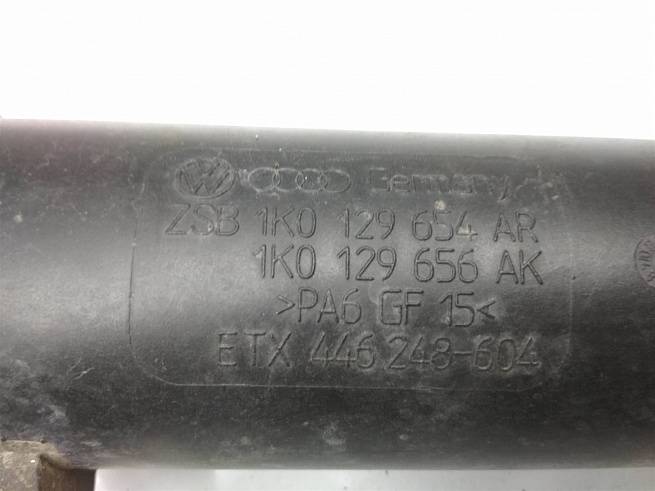 Germany
ZSB 1K0 129 654 AR
1K0 129 656 AK
>PA6 GF 15<
ETX 446 248-604